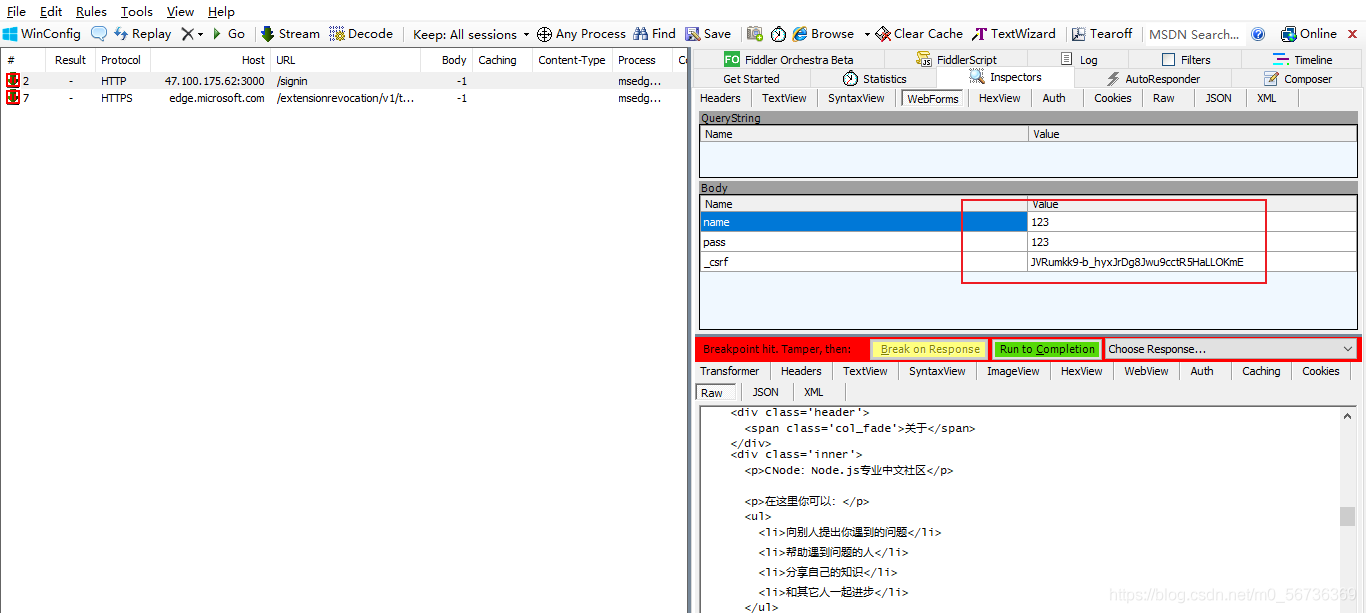 File Edit Rules Tools View Help
WinConfig Replay Go Stream Decode Keep: All sessions Any Process Find Save Browse Clear Cache TextWizard Tearoff MSDN Search... Online
# Result Protocol Host URL Body Caching Content-Type Process
2 - HTTP 47.100.175.62:3000 /signin -1 msedg...
7 - HTTPS edge.microsoft.com /extensionrevocation/v1/t... -1 msedg...
FO Fiddler Orchestra Beta FiddlerScript Log Filters Timeline
Get Started Statistics Inspectors AutoResponder Composer
Headers TextView SyntaxView WebForms HexView Auth Cookies Raw JSON XML
QueryString
Name Value
Body
Name Value
name 123
pass 123
_csrf JVRumkk9-b_hyxJrDg8Jwu9cctR5HaLLOKmE
Breakpoint hit. Tamper, then: Break on Response Run to Completion Choose Response...
Transformer Headers TextView SyntaxView ImageView HexView WebView Auth Caching Cookies
Raw JSON XML
<div class='header'>
<span class='col_fade'>关于</span>
</div>
<div class='inner'>
<p>CNode：Node.js专业中文社区</p>
<p>在这里你可以：</p>
<ul>
<li>向别人提出你遇到的问题</li>
<li>帮助遇到问题的人</li>
<li>分享自己的知识</li>
<li>和其它人一起进步</li>
</ul>
https://blog.csdn.net/m0_56736369